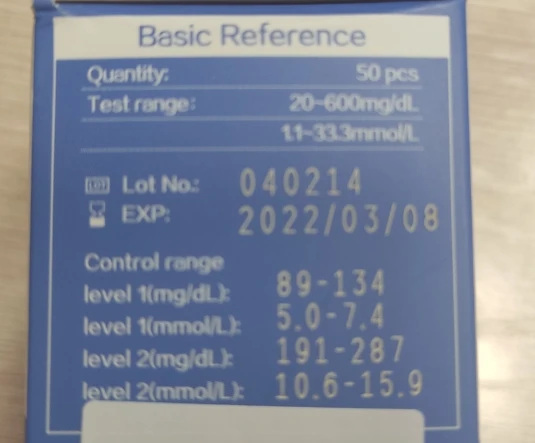 Basic Reference
Quantity: 50 pcs
Test range: 20~600mg/dL
1.1~33.3mmol/L
LOT Lot No.: 040214
EXP: 2022/03/08
Control range
level 1(mg/dL): 89-134
level 1(mmol/L): 5.0-7.4
level 2(mg/dL): 191-287
level 2(mmol/L): 10.6-15.9